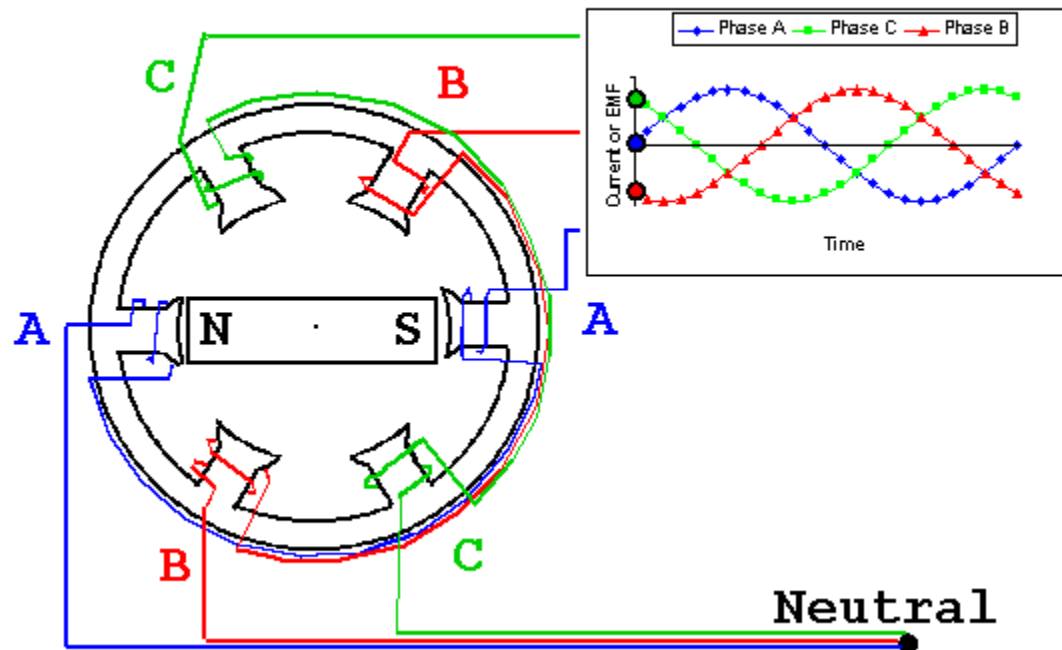 Phase A Phase C Phase B
Current or EMF
Time
C
B
A
N S
A
B
C
Neutral